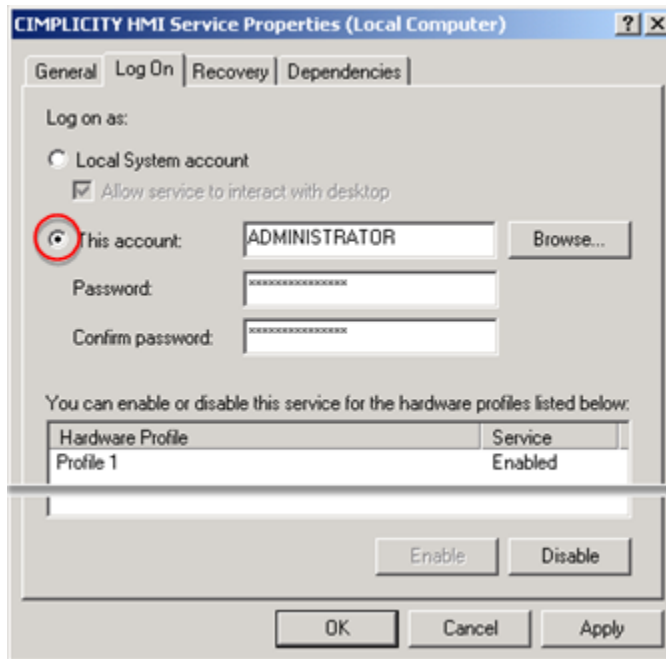 CIMPLICITY HMI Service Properties (Local Computer)
General Log On Recovery Dependencies
Log on as:
Local System account
Allow service to interact with desktop
This account: ADMINISTRATOR Browse...
Password: ***************
Confirm password: ***************
You can enable or disable this service for the hardware profiles listed below:
Hardware Profile Service
Profile 1 Enabled
Enable Disable
OK Cancel Apply